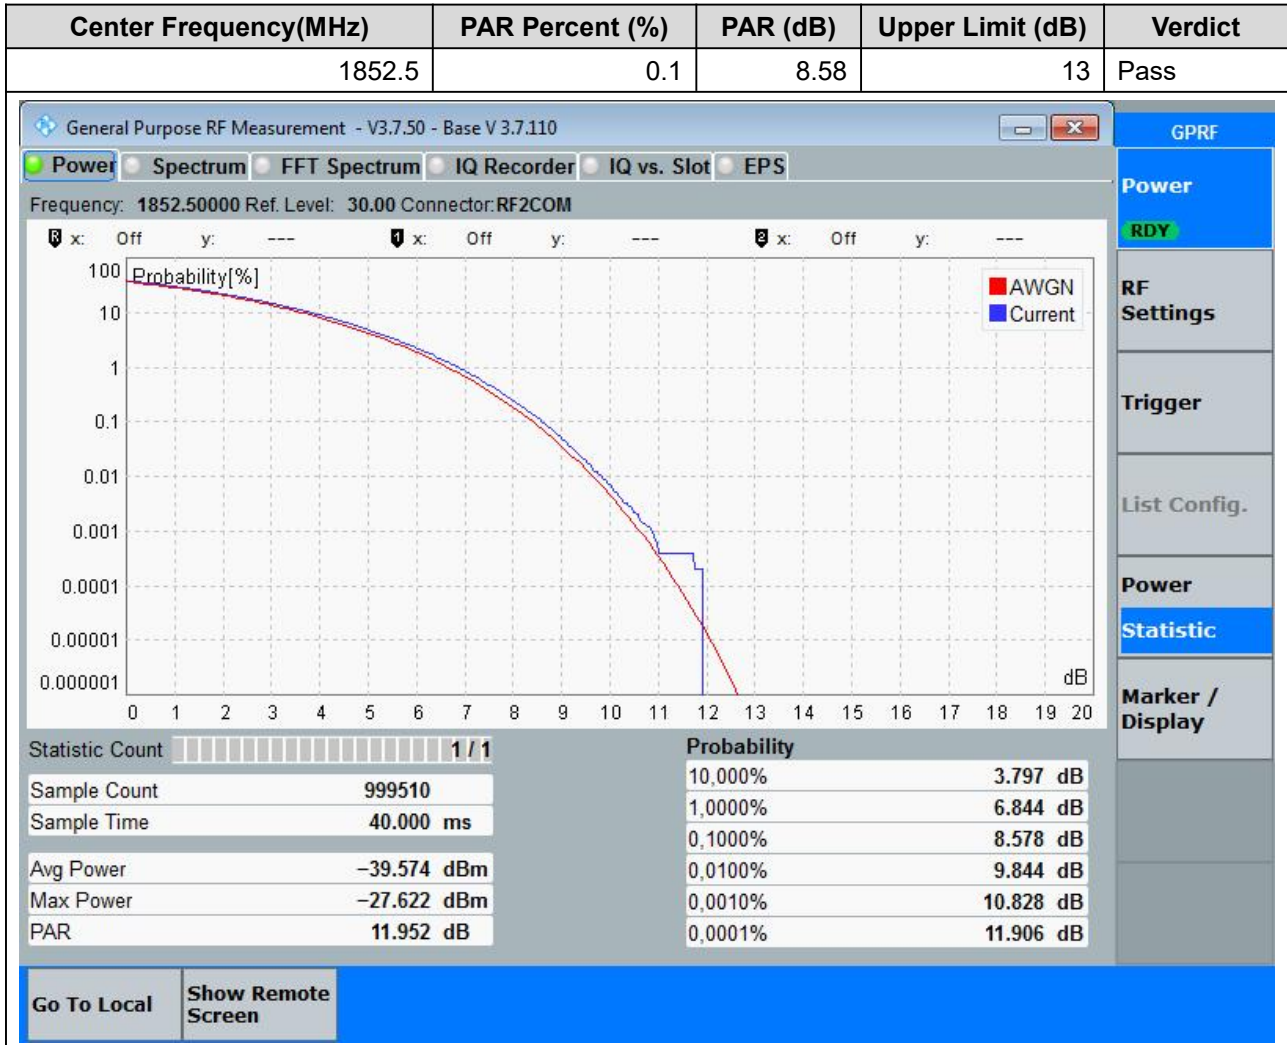 Center Frequency(MHz) PAR Percent (%) PAR (dB) Upper Limit (dB) Verdict
1852.5 0.1 8.58 13 Pass
General Purpose RF Measurement - V3.7.50 - Base V 3.7.110
GPRF
Power Spectrum FFT Spectrum IQ Recorder IQ vs. Slot EPS
Frequency: 1852.50000 Ref. Level: 30.00 Connector:RF2COM
R x: Off y: --- 1 x: Off y: --- 2 x: Off y: ---
Probability[%]
AWGN
Current
100
10
1
0.1
0.01
0.001
0.0001
0.00001
0.000001
dB
0 1 2 3 4 5 6 7 8 9 10 11 12 13 14 15 16 17 18 19 20
Statistic Count 1 / 1
Sample Count 999510
Sample Time 40.000 ms
Avg Power −39.574 dBm
Max Power −27.622 dBm
PAR 11.952 dB
Probability
10,000% 3.797 dB
1,0000% 6.844 dB
0,1000% 8.578 dB
0,0100% 9.844 dB
0,0010% 10.828 dB
0,0001% 11.906 dB
Power
RDY
RF
Settings
Trigger
List Config.
Power
Statistic
Marker /
Display
Go To Local
Show Remote
Screen